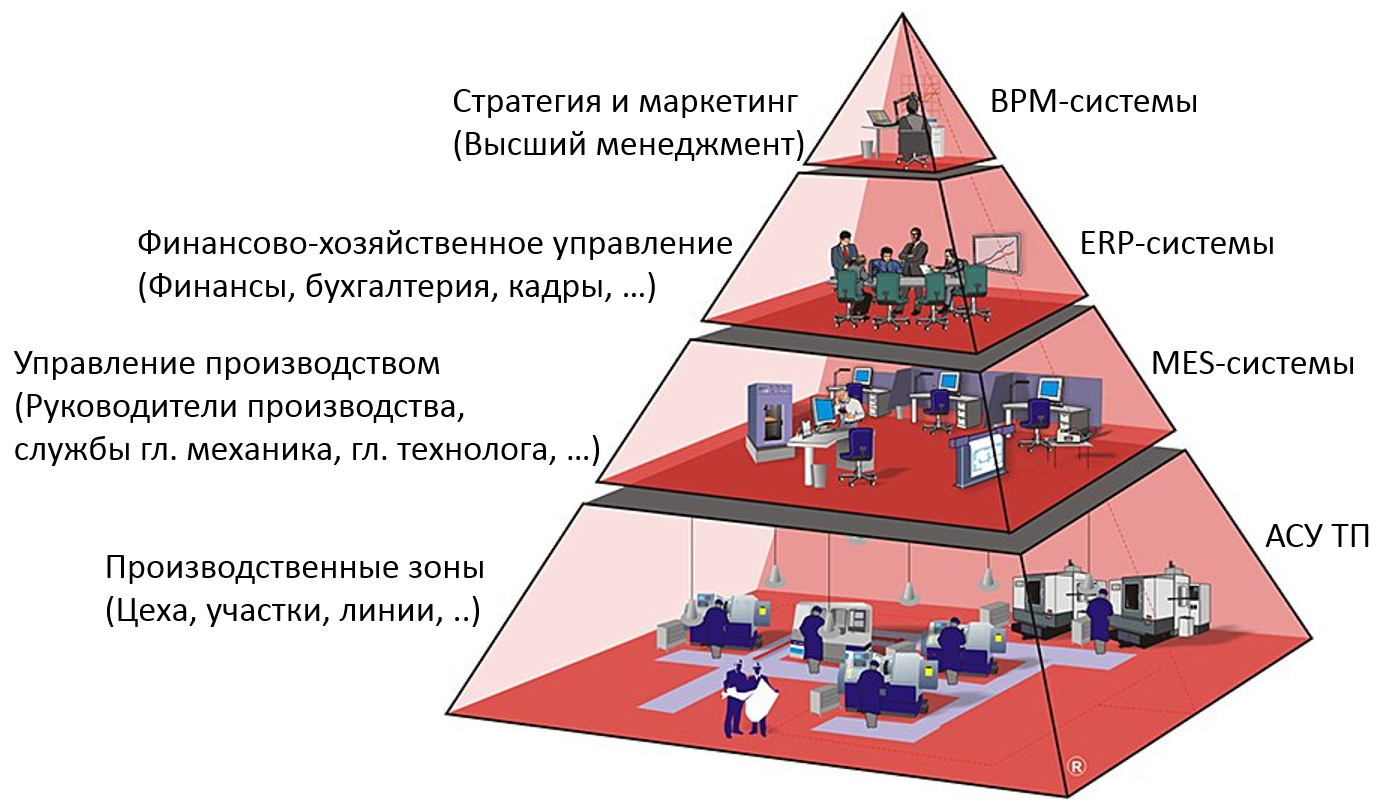 Стратегия и маркетинг
(Высший менеджмент)
BPM-системы
Финансово-хозяйственное управление
(Финансы, бухгалтерия, кадры, …)
ERP-системы
Управление производством
(Руководители производства,
службы гл. механика, гл. технолога, …)
MES-системы
Производственные зоны
(Цеха, участки, линии, ..)
АСУ ТП
®